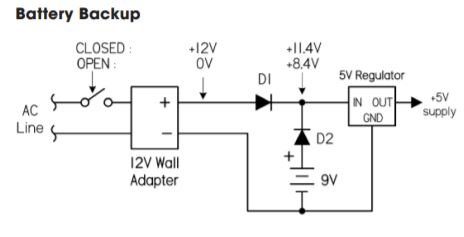 Battery Backup
CLOSED :
OPEN :
+12V
0V
+11.4V
+8.4V
D1
5V Regulator
AC
Line
+
−
IN OUT
GND
+5V
supply
D2
+
12V Wall
Adapter
9V